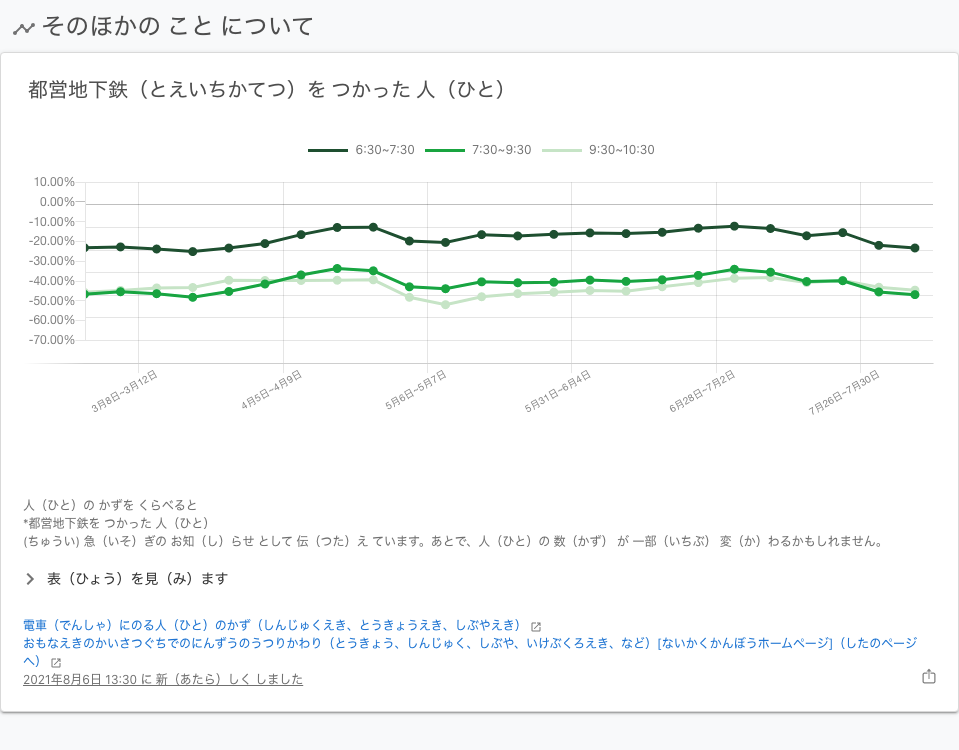 そのほかの こと について
都営地下鉄（とえいちかてつ）を つかった 人（ひと）
6:30~7:30 7:30~9:30 9:30~10:30
10.00%
0.00%
-10.00%
-20.00%
-30.00%
-40.00%
-50.00%
-60.00%
-70.00%
3月8日~3月12日 4月5日~4月9日 5月6日~5月7日 5月31日~6月4日 6月28日~7月2日 7月26日~7月30日
人（ひと）の かずを くらべると
*都営地下鉄を つかった 人（ひと）
(ちゅうい) 急（いそ）ぎの お知（し）らせ として 伝（つた）え ています。あとで、人（ひと）の 数（かず） が 一部（いちぶ） 変（か）わるかもしれません。
表（ひょう）を見（み）ます
電車（でんしゃ）にのる人（ひと）のかず（しんじゅくえき、とうきょうえき、しぶやえき）
おもなえきのかいさつぐちでのにんずうのうつりかわり（とうきょう、しんじゅく、しぶや、いけぶくろえき、など）[ないかくかんぼうホームページ]（したのページ
へ）
2021年8月6日 13:30 に 新（あたら）しく しました